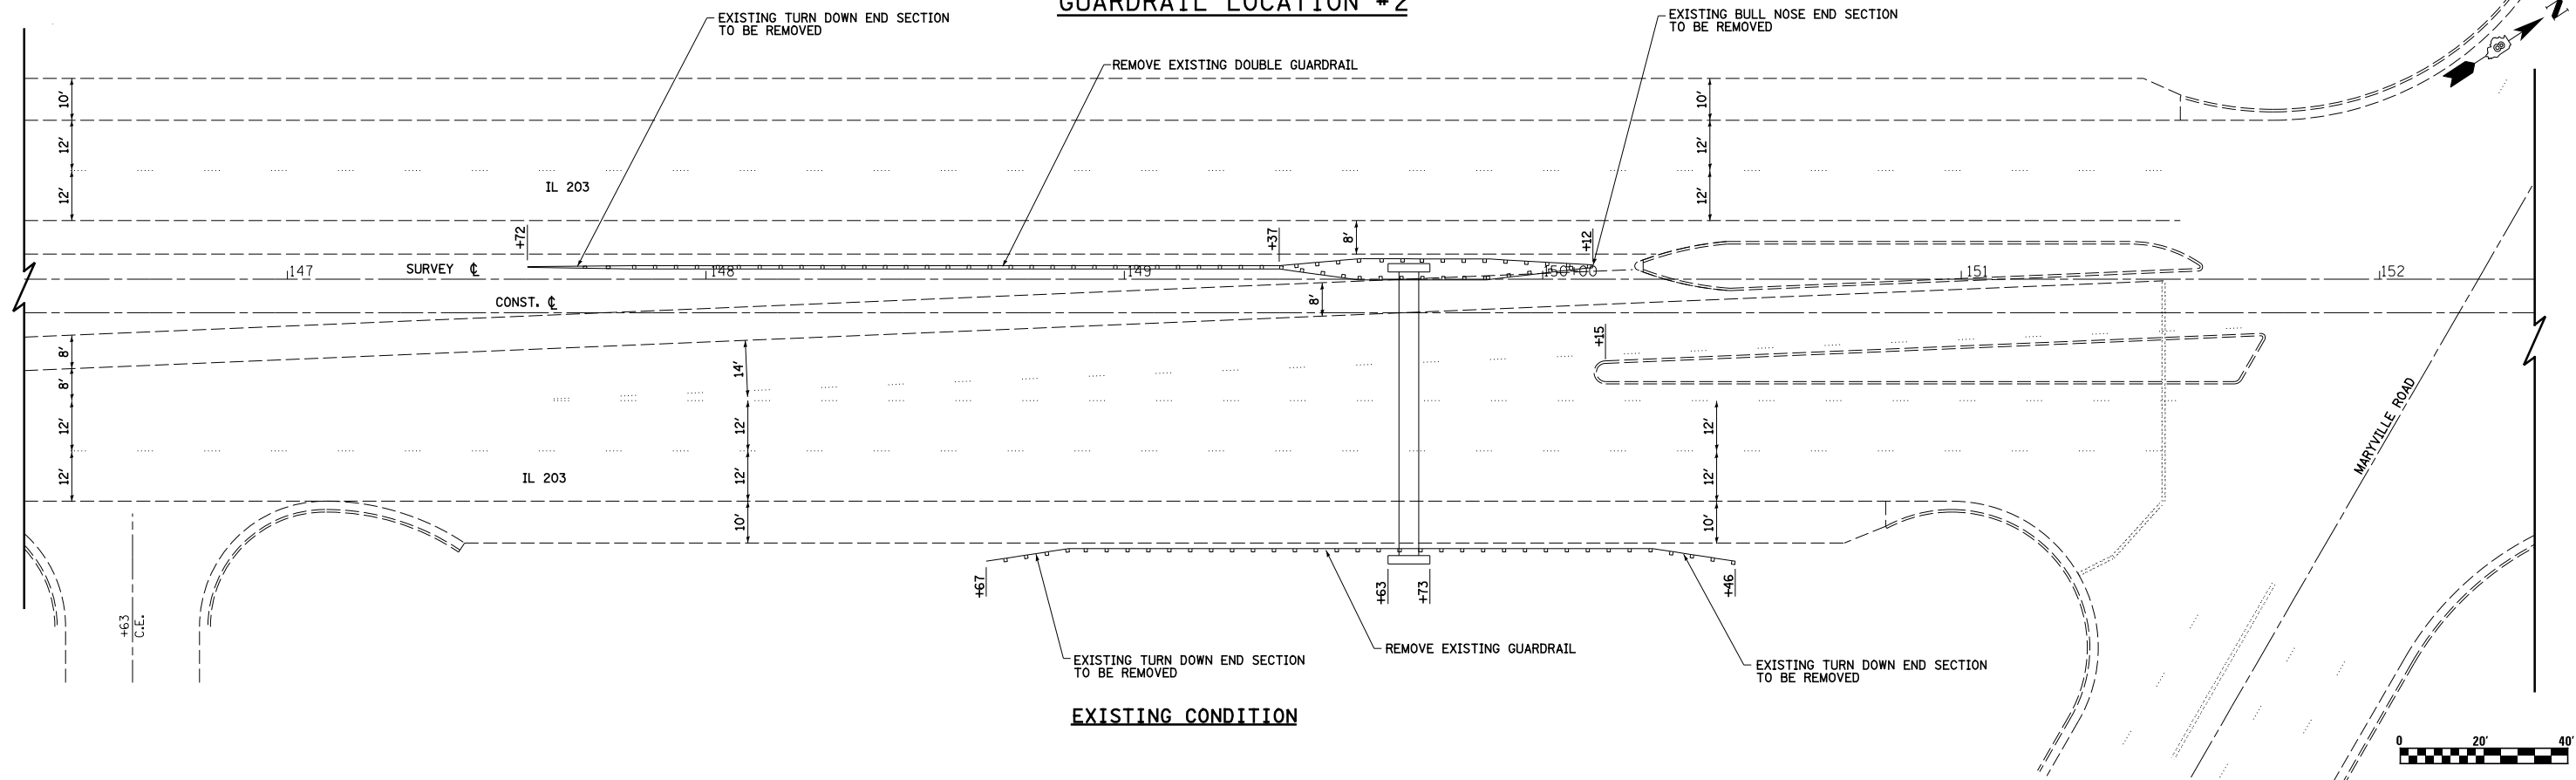 GUARDRAIL LOCATION #2
EXISTING TURN DOWN END SECTION
TO BE REMOVED
EXISTING BULL NOSE END SECTION
TO BE REMOVED
REMOVE EXISTING DOUBLE GUARDRAIL
N
10'
12'
12'
10'
12'
12'
IL 203
+72
+37
8'
+12
147
SURVEY ℄
148
149
150+00
151
152
CONST. ℄
8'
+15
8'
8'
12'
12'
14'
12'
12'
10'
12'
12'
10'
IL 203
MARYVILLE ROAD
+63
C.E.
+67
+63
+73
+46
EXISTING TURN DOWN END SECTION
TO BE REMOVED
REMOVE EXISTING GUARDRAIL
EXISTING TURN DOWN END SECTION
TO BE REMOVED
EXISTING CONDITION
0 20' 40'